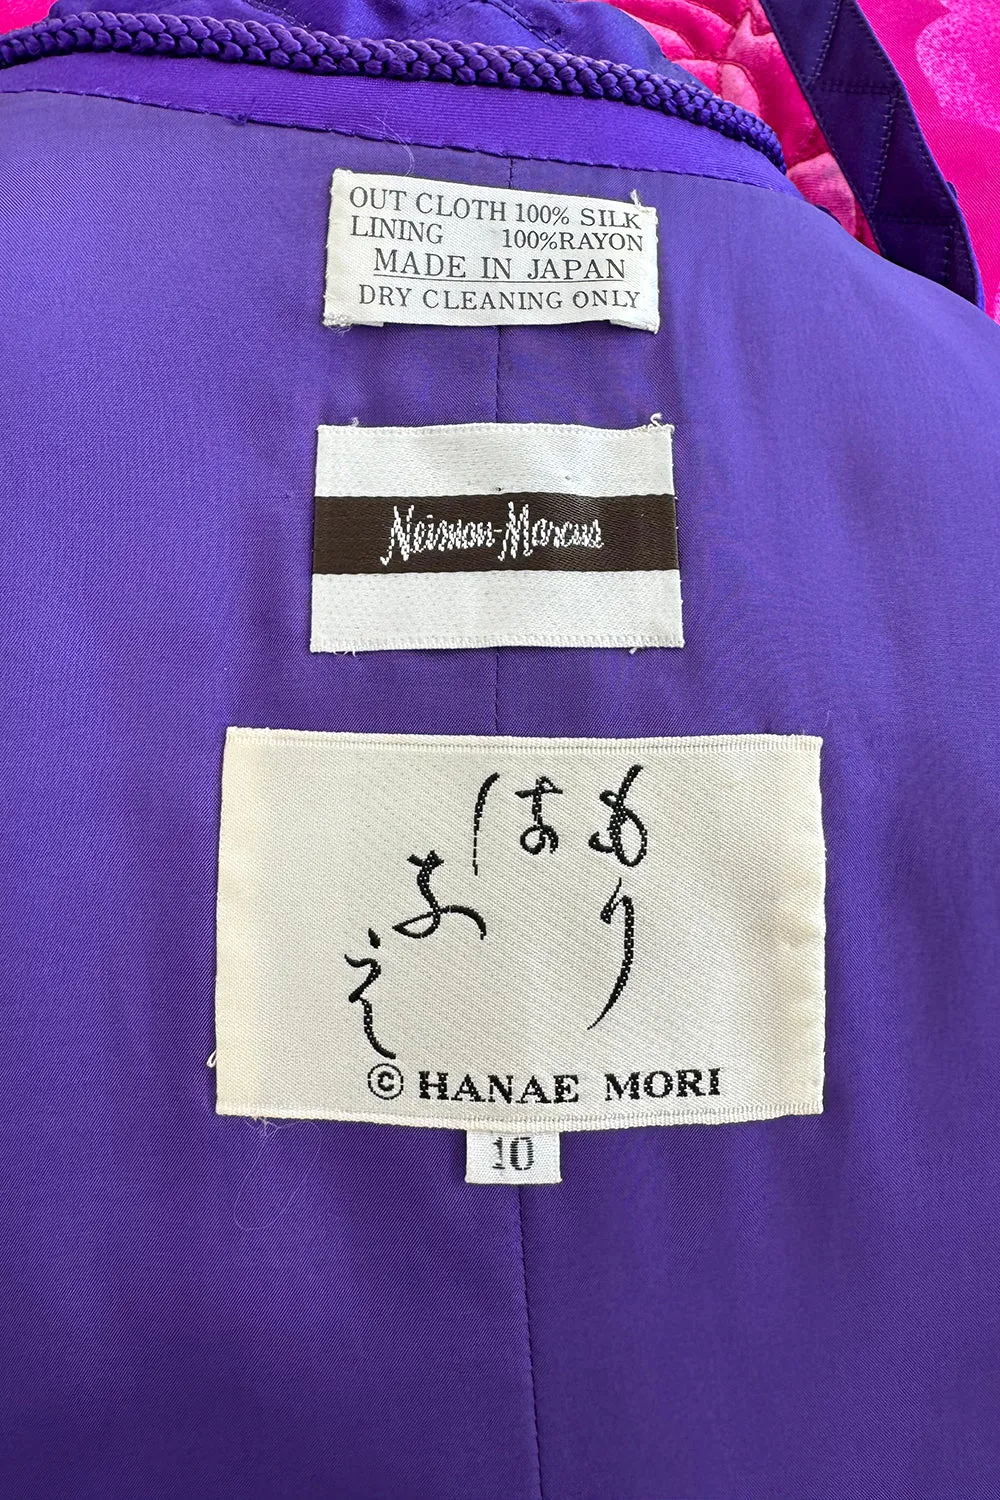 OUT CLOTH 100% SILK
LINING 100%RAYON
MADE IN JAPAN
DRY CLEANING ONLY
Neiman-Marcus
もり
はなえ
© HANAE MORI
10